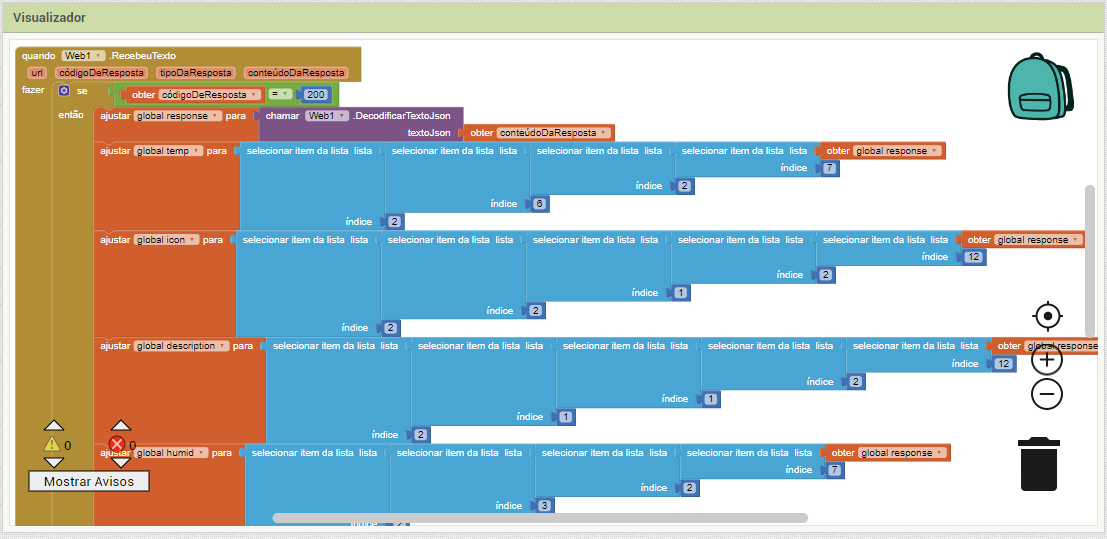 Visualizador
quando Web1 .RecebeuTexto
url códigoDeResposta tipoDaResposta conteúdoDaResposta
fazer se obter códigoDeResposta = 200
então ajustar global response para chamar Web1 .DecodificarTextoJson
textoJson obter conteúdoDaResposta
ajustar global temp para selecionar item da lista lista selecionar item da lista lista selecionar item da lista lista selecionar item da lista lista obter global response
índice 7
índice 2
índice 6
índice 2
ajustar global icon para selecionar item da lista lista selecionar item da lista lista selecionar item da lista lista selecionar item da lista lista selecionar item da lista lista obter global response
índice 12
índice 2
índice 1
índice 2
índice 2
ajustar global description para selecionar item da lista lista selecionar item da lista lista selecionar item da lista lista selecionar item da lista lista selecionar item da lista lista obter global response
índice 12
índice 2
índice 1
índice 1
índice 2
0 0
ajustar global humid para selecionar item da lista lista selecionar item da lista lista selecionar item da lista lista selecionar item da lista lista obter global response
índice 7
Mostrar Avisos
índice 2
índice 3